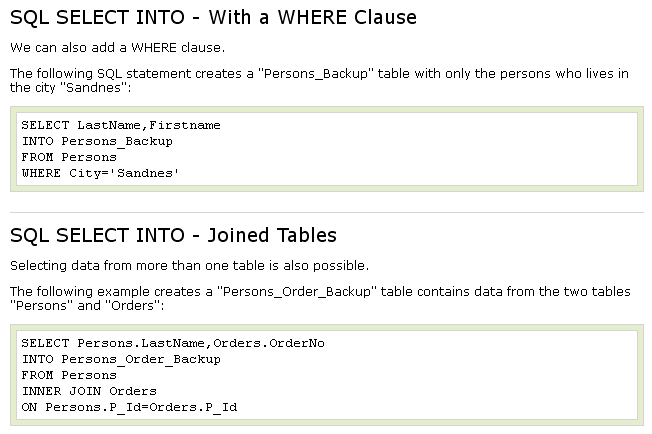 SQL SELECT INTO - With a WHERE Clause
We can also add a WHERE clause.
The following SQL statement creates a "Persons_Backup" table with only the persons who lives in
the city "Sandnes":
SELECT LastName,Firstname
INTO Persons_Backup
FROM Persons
WHERE City='Sandnes'
SQL SELECT INTO - Joined Tables
Selecting data from more than one table is also possible.
The following example creates a "Persons_Order_Backup" table contains data from the two tables
"Persons" and "Orders":
SELECT Persons.LastName,Orders.OrderNo
INTO Persons_Order_Backup
FROM Persons
INNER JOIN Orders
ON Persons.P_Id=Orders.P_Id